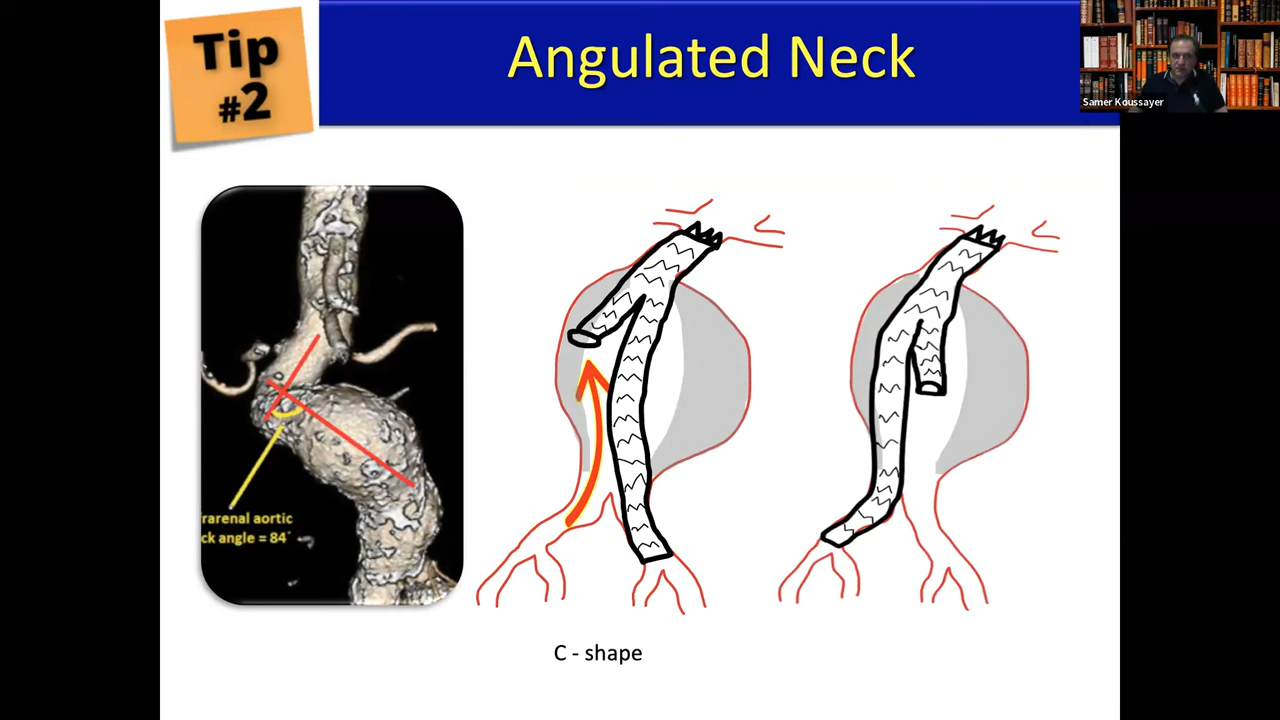 Tip
#2
Angulated Neck
Samer Koussayer
rarenal aortic
ck angle = 84°
C - shape